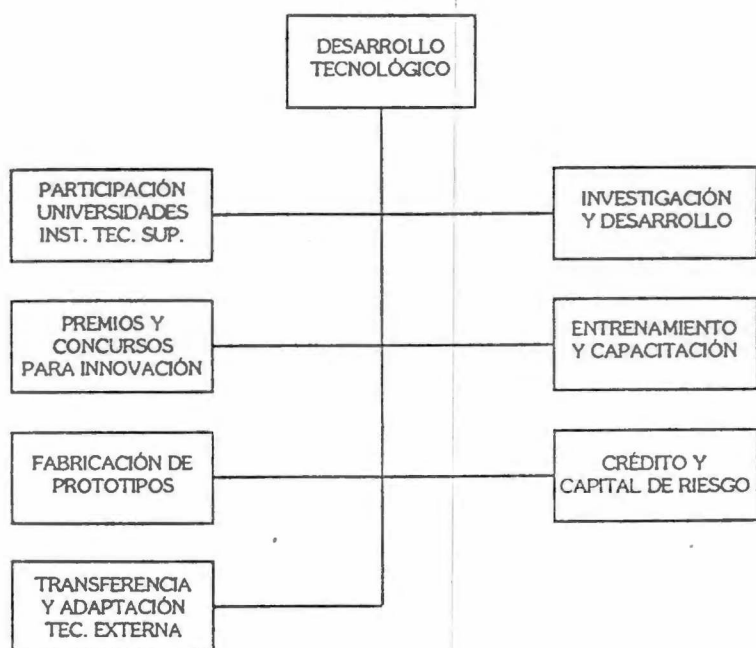 DESARROLLO
TECNOLÓGICO
PARTICIPACIÓN
UNIVERSIDADES
INST. TEC. SUP.
INVESTIGACIÓN
Y DESARROLLO
PREMIOS Y
CONCURSOS
PARA INNOVACIÓN
ENTRENAMIENTO
Y CAPACITACIÓN
FABRICACIÓN DE
PROTOTIPOS
CRÉDITO Y
CAPITAL DE RIESGO
TRANSFERENCIA
Y ADAPTACIÓN
TEC. EXTERNA